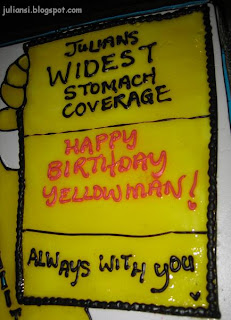 juliansi.blogspot.com
JULIANS
WIDEST
STOMACH
COVERAGE
HAPPY
BIRTHDAY
YELLOWMAN!
ALWAYS WITH YOU